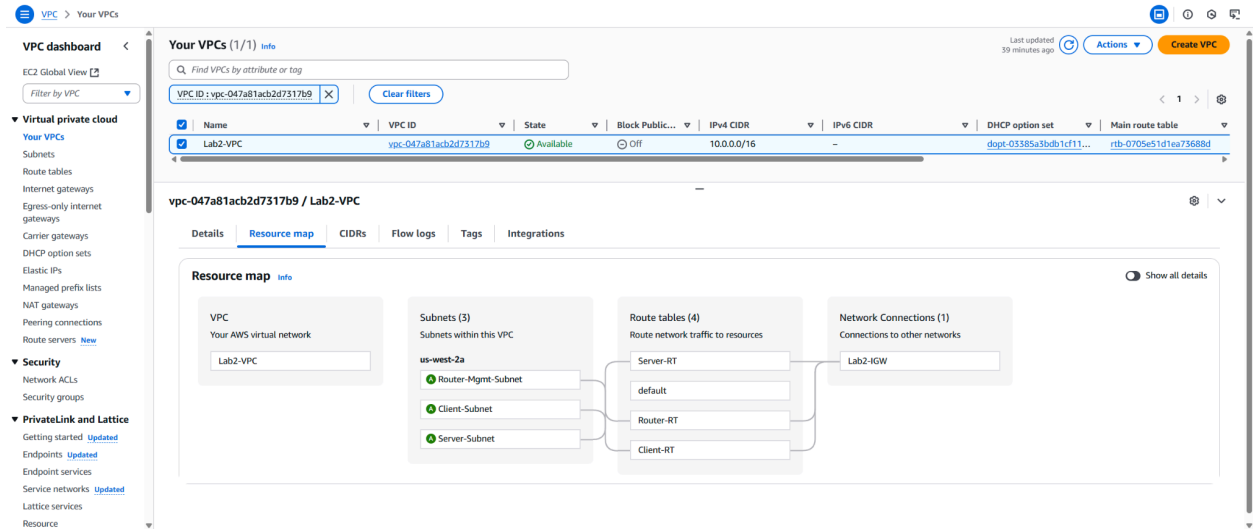 VPC > Your VPCs
VPC dashboard <
EC2 Global View
Filter by VPC
Virtual private cloud
Your VPCs
Subnets
Route tables
Internet gateways
Egress-only internet
gateways
Carrier gateways
DHCP option sets
Elastic IPs
Managed prefix lists
NAT gateways
Peering connections
Route servers New
Security
Network ACLs
Security groups
PrivateLink and Lattice
Getting started Updated
Endpoints Updated
Endpoint services
Service networks Updated
Lattice services
Resource
Your VPCs (1/1) Info
Last updated
39 minutes ago
Actions
Create VPC
Find VPCs by attribute or tag
VPC ID : vpc-047a81acb2d7317b9
Clear filters
< 1 >
Name VPC ID State Block Public... IPv4 CIDR IPv6 CIDR DHCP option set Main route table
Lab2-VPC vpc-047a81acb2d7317b9 Available Off 10.0.0.0/16 – dopt-03385a3bdb1cf11... rtb-0705e51d1ea73688d
vpc-047a81acb2d7317b9 / Lab2-VPC
Details Resource map CIDRs Flow logs Tags Integrations
Resource map Info
Show all details
VPC
Your AWS virtual network
Lab2-VPC
Subnets (3)
Subnets within this VPC
us-west-2a
A Router-Mgmt-Subnet
A Client-Subnet
A Server-Subnet
Route tables (4)
Route network traffic to resources
Server-RT
default
Router-RT
Client-RT
Network Connections (1)
Connections to other networks
Lab2-IGW